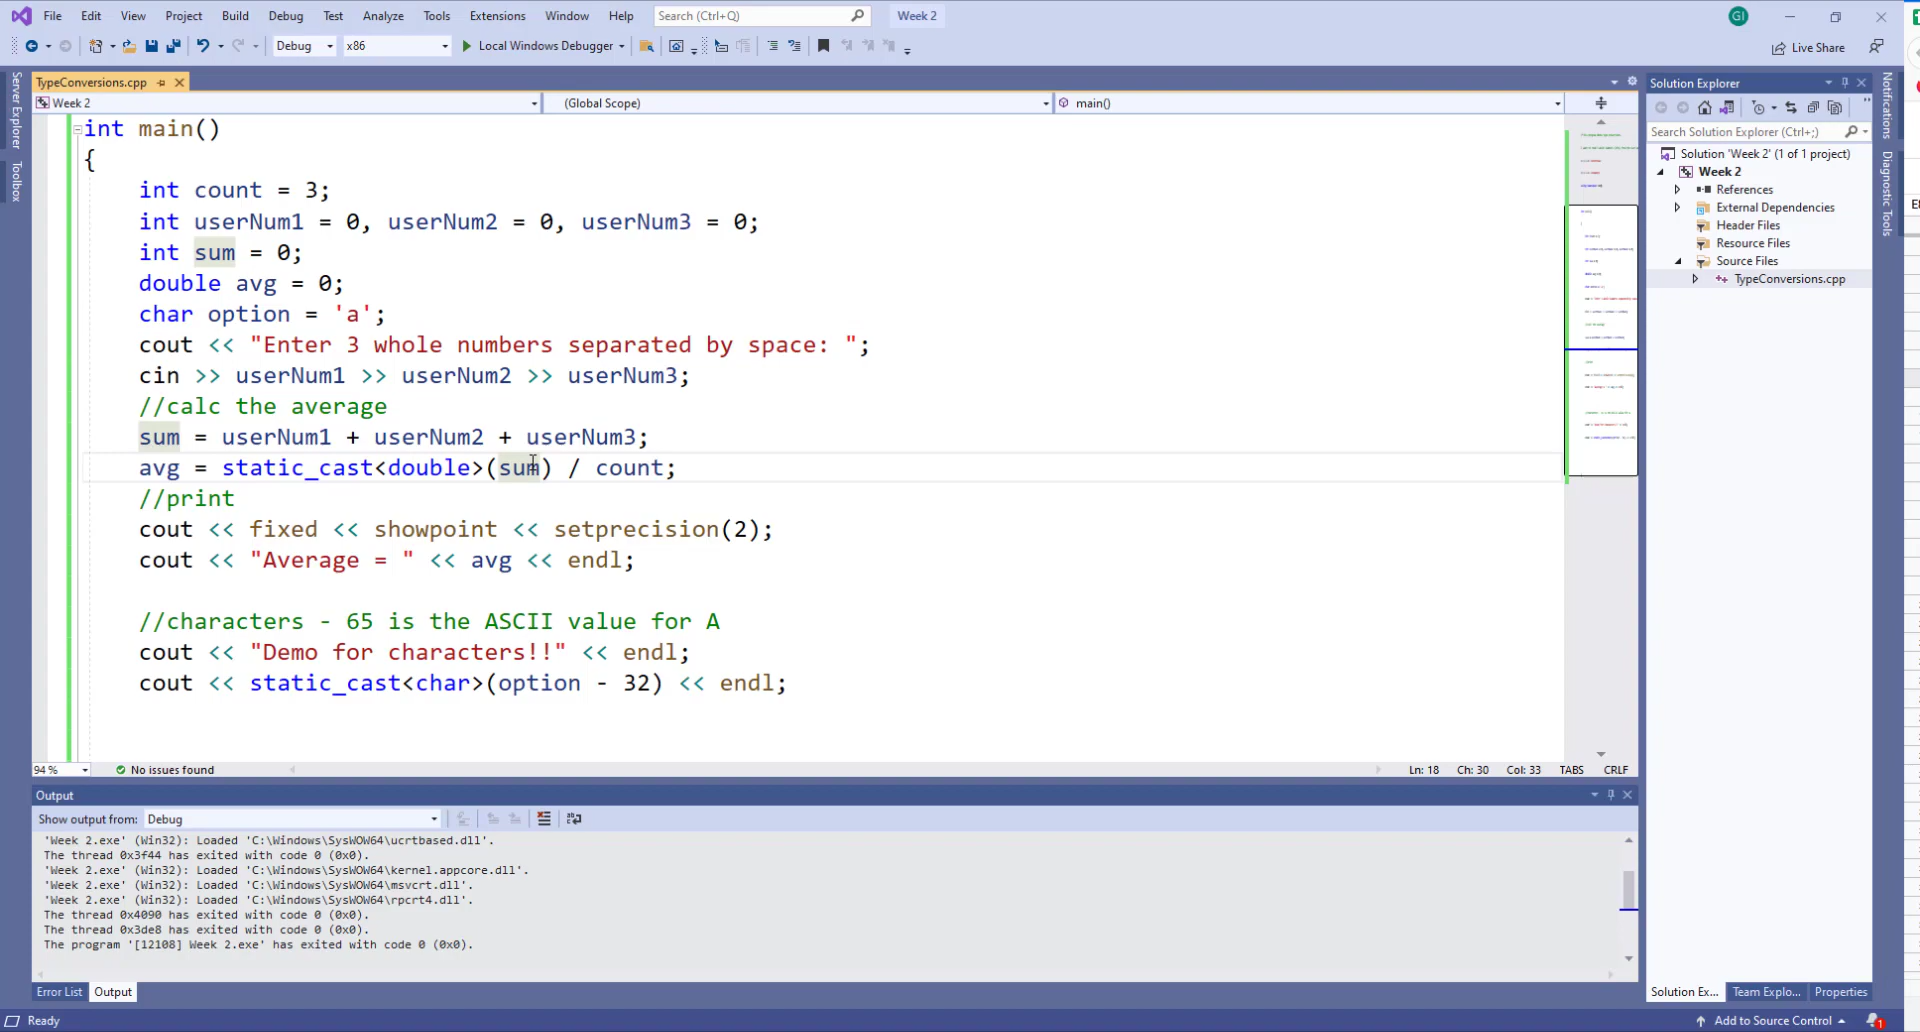 File Edit View Project Build Debug Test Analyze Tools Extensions Window Help Search (Ctrl+Q) Week 2 GI
Debug x86 Local Windows Debugger Live Share
Server Explorer
Toolbox
TypeConversions.cpp
Week 2 (Global Scope) main()
int main()
{
int count = 3;
int userNum1 = 0, userNum2 = 0, userNum3 = 0;
int sum = 0;
double avg = 0;
char option = 'a';
cout << "Enter 3 whole numbers separated by space: ";
cin >> userNum1 >> userNum2 >> userNum3;
//calc the average
sum = userNum1 + userNum2 + userNum3;
avg = static_cast<double>(sum) / count;
//print
cout << fixed << showpoint << setprecision(2);
cout << "Average = " << avg << endl;
//characters - 65 is the ASCII value for A
cout << "Demo for characters!!" << endl;
cout << static_cast<char>(option - 32) << endl;
94 % No issues found Ln: 18 Ch: 30 Col: 33 TABS CRLF
Output
Show output from: Debug
'Week 2.exe' (Win32): Loaded 'C:\Windows\SysWOW64\ucrtbased.dll'.
The thread 0x3f44 has exited with code 0 (0x0).
'Week 2.exe' (Win32): Loaded 'C:\Windows\SysWOW64\kernel.appcore.dll'.
'Week 2.exe' (Win32): Loaded 'C:\Windows\SysWOW64\msvcrt.dll'.
'Week 2.exe' (Win32): Loaded 'C:\Windows\SysWOW64\rpcrt4.dll'.
The thread 0x4090 has exited with code 0 (0x0).
The thread 0x3de8 has exited with code 0 (0x0).
The program '[12108] Week 2.exe' has exited with code 0 (0x0).
Error List Output
Solution Explorer
Search Solution Explorer (Ctrl+;)
Solution 'Week 2' (1 of 1 project)
Week 2
References
External Dependencies
Header Files
Resource Files
Source Files
TypeConversions.cpp
Solution Ex... Team Explo... Properties
Notifications
Diagnostic Tools
Ready Add to Source Control 1